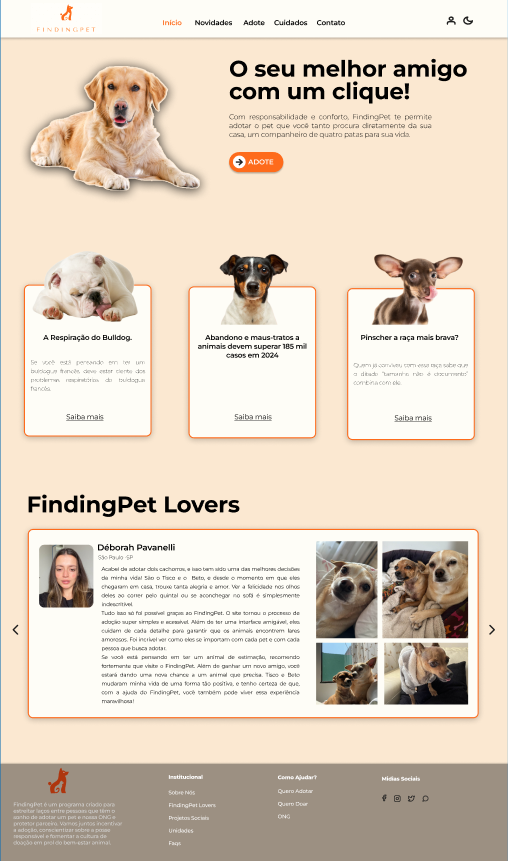 FINDINGPET
Início Novidades Adote Cuidados Contato
O seu melhor amigo
com um clique!
Com responsabilidade e conforto, FindingPet te permite
adotar o pet que você tanto procura diretamente da sua
casa, um companheiro de quatro patas para sua vida.
ADOTE
A Respiração do Bulldog.
Se você está pensando em ter um
buldogue francês, deve estar ciente dos
problemas respiratórios de buldogue
francês.
Saiba mais
Abandono e maus-tratos a
animais devem superar 185 mil
casos em 2024
Saiba mais
Pinscher a raça mais brava?
Quem já conviveu com essa raça sabe que
o ditado "tamanho não é documento"
combina com ele.
Saiba mais
FindingPet Lovers
Déborah Pavanelli
São Paulo -SP
Acabei de adotar dois cachorros, e isso tem sido uma das melhores decisões
da minha vida! São o Tisco e o Beto, e desde o momento em que eles
chegaram em casa, trouxe tanta alegria e amor. Ver a felicidade nos olhos
deles ao correr pelo quintal ou se aconchegar no sofá é simplesmente
indescritível.
Tudo isso só foi possível graças ao FindingPet. O site tornou o processo de
adoção super simples e acessível. Além de ter uma interface amigável, eles
cuidam de cada detalhe para garantir que os animais encontrem lares
amorosos. Foi incrível ver como eles se importam com cada pet e com cada
pessoa que busca adotar.
Se você está pensando em ter um animal de estimação, recomendo
fortemente que visite o FindingPet. Além de ganhar um novo amigo, você
estará dando uma nova chance a um animal que precisa. Tisco e Beto
mudaram minha vida de uma forma tão positiva, e tenho certeza de que,
com a ajuda do FindingPet, você também pode viver essa experiência
maravilhosa!
FindingPet é um programa criado para
estreitar laços entre pessoas que têm o
sonho de adotar um pet e nossa ONG e
protetor parceiro. Vamos juntos incentivar
a adoção, conscientizar sobre a posse
responsável e fomentar a cultura de
doação em prol do bem-estar animal.
Institucional
Sobre Nós
FindingPet Lovers
Projetos Sociais
Unidades
Faqs
Como Ajudar?
Quero Adotar
Quero Doar
ONG
Mídias Sociais